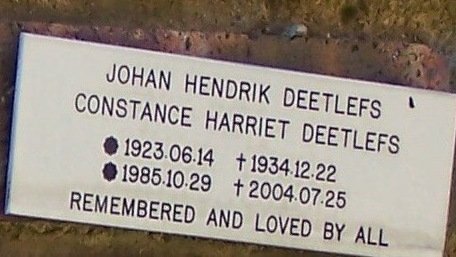 JOHAN HENDRIK DEETLEFS
CONSTANCE HARRIET DEETLEFS
1923.06.14 †1934.12.22
1985.10.29 †2004.07.25
REMEMBERED AND LOVED BY ALL